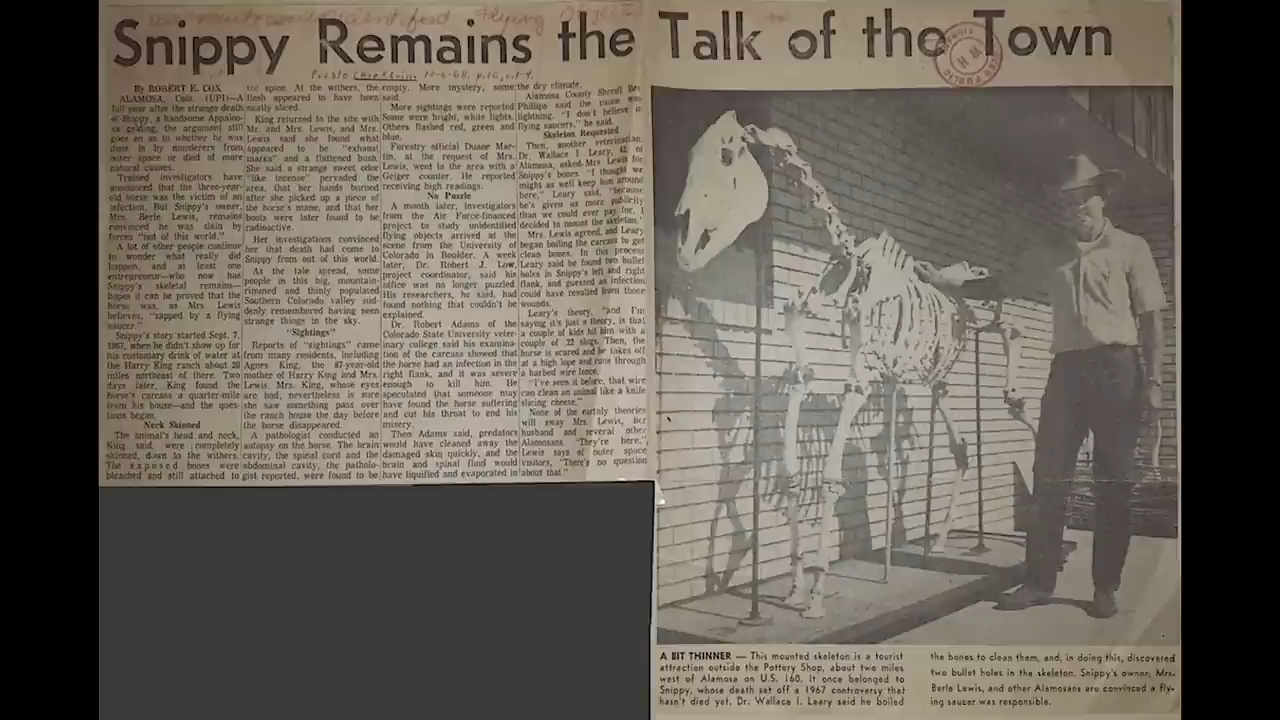 Snippy Remains the Talk of the Town
Flying Objects
Pueblo Chieftain 10-6-68, p.1C, c.1-4.
By ROBERT E. COX
ALAMOSA, Colo. (UPI)—A
full year after the strange death
of Snippy, a handsome Appaloo-
sa gelding, the argument still
goes on as to whether he was
done in by murderers from
outer space or died of more
natural causes.
Trained investigators have
announced that the three-year-
old horse was the victim of an
infection. But Snippy's owner,
Mrs. Berle Lewis, remains
convinced he was slain by
forces "not of this world."
A lot of other people continue
to wonder what really did
happen, and at least one
entrepreneur—who now has
Snippy's skeletal remains—
hopes it can be proved that the
horse was, as Mrs. Lewis
believes, "zapped by a flying
saucer."
Snippy's story started Sept. 7,
1967, when he didn't show up for
his customary drink of water at
the Harry King ranch about 20
miles northeast of there. Two
days later, King found the
horse's carcass a quarter-mile
from his house—and the ques-
tions began.
Neck Skinned
The animal's head and neck,
King said, were completely
skinned, down to the withers.
The exposed bones were
bleached and still attached to
the spine. At the withers, the
flesh appeared to have been
neatly sliced.
King returned to the site with
Mr. and Mrs. Lewis, and Mrs.
Lewis said she found what
appeared to be "exhaust
marks" and a flattened bush.
She said a strange sweet odor
"like incense" pervaded the
area, that her hands burned
after she picked up a piece of
the horse's mane, and that her
boots were later found to be
radioactive.
Her investigations convinced
her that death had come to
Snippy from out of this world.
As the tale spread, some
people in this big, mountain-
rimmed and thinly populated
Southern Colorado valley sud-
denly remembered having seen
strange things in the sky.
"Sightings"
Reports of "sightings" came
from many residents, including
Agnes King, the 87-year-old
mother of Harry King and Mrs.
Lewis. Mrs. King, whose eyes
are bad, nevertheless is sure
she saw something pass over
the ranch house the day before
the horse disappeared.
A pathologist conducted an
autopsy on the horse. The brain
cavity, the spinal cord and the
abdominal cavity, the patholo-
gist reported, were found to be
empty. More mystery, some
said.
More sightings were reported
Some were bright, white lights.
Others flashed red, green and
blue.
Forestry official Duane Mar-
tin, at the request of Mrs.
Lewis, went to the area with a
Geiger counter. He reported
receiving high readings.
No Puzzle
A month later, investigators
from the Air Force-financed
project to study unidentified
flying objects arrived at the
scene from the University of
Colorado in Boulder. A week
later, Dr. Robert J. Low,
project coordinator, said his
office was no longer puzzled
His researchers, he said, had
found nothing that couldn't be
explained.
Dr. Robert Adams of the
Colorado State University veter-
inary college said his examina-
tion of the carcass showed that
the horse had an infection in the
right flank, and it was severe
enough to kill him. He
speculated that someone may
have found the horse suffering
and cut his throat to end his
misery.
Then Adams said, predators
would have cleaned away the
damaged skin quickly, and the
brain and spinal fluid would
have liquified and evaporated in
the dry climate.
Alamosa County Sheriff Ben
Phillips said the cause was
lightning. "I don't believe in
flying saucers," he said.
Skeleton Requested
Then, another veterinarian,
Dr. Wallace I. Leary, of
Alamosa, asked Mrs. Lewis for
Snippy's bones. "I thought we
might as well keep him around
here," Leary said, "because
he's given us more publicity
than we could ever pay for. I
decided to mount the skeleton."
Mrs. Lewis agreed, and Leary
began boiling the carcass to get
clean bones. In this process
Leary said he found two bullet
holes in Snippy's left and right
flank, and guessed an infection
could have resulted from those
wounds.
Leary's theory, "and I'm
saying it's just a theory, is that
a couple of kids hit him with a
couple of .22 slugs. Then, the
horse is scared and he takes off
at a high lope and runs through
a barbed wire fence.
"I've seen it before, that wire
can clean an animal like a knife
slicing cheese."
None of the earthly theories
will sway Mrs. Lewis, her
husband and several other
Alamosans. "They're here,"
Lewis says of outer space
visitors, "There's no question
about that."
A BIT THINNER — This mounted skeleton is a tourist
attraction outside the Pottery Shop, about two miles
west of Alamosa on U.S. 160. It once belonged to
Snippy, whose death set off a 1967 controversy that
hasn't died yet. Dr. Wallace I. Leary said he boiled
the bones to clean them, and, in doing this, discovered
two bullet holes in the skeleton. Snippy's owner, Mrs.
Berle Lewis, and other Alamosans are convinced a fly-
ing saucer was responsible.